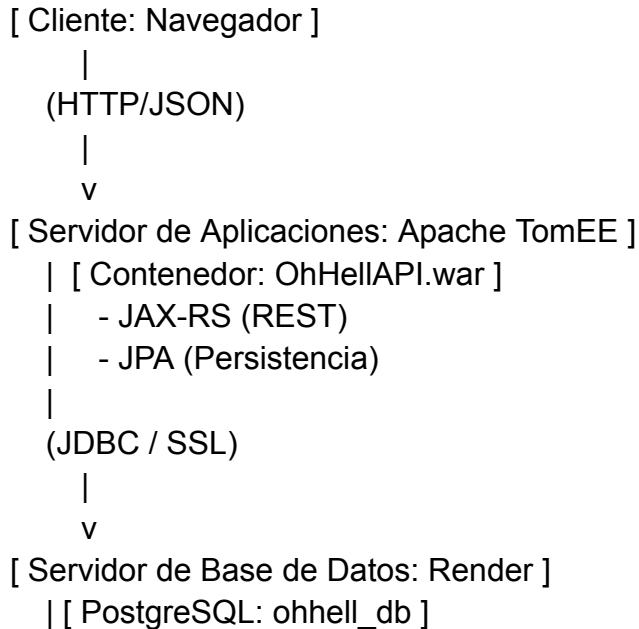 [ Cliente: Navegador ]
|
(HTTP/JSON)
|
v
[ Servidor de Aplicaciones: Apache TomEE ]
| [ Contenedor: OhHellAPI.war ]
| - JAX-RS (REST)
| - JPA (Persistencia)
|
(JDBC / SSL)
|
v
[ Servidor de Base de Datos: Render ]
| [ PostgreSQL: ohhell_db ]